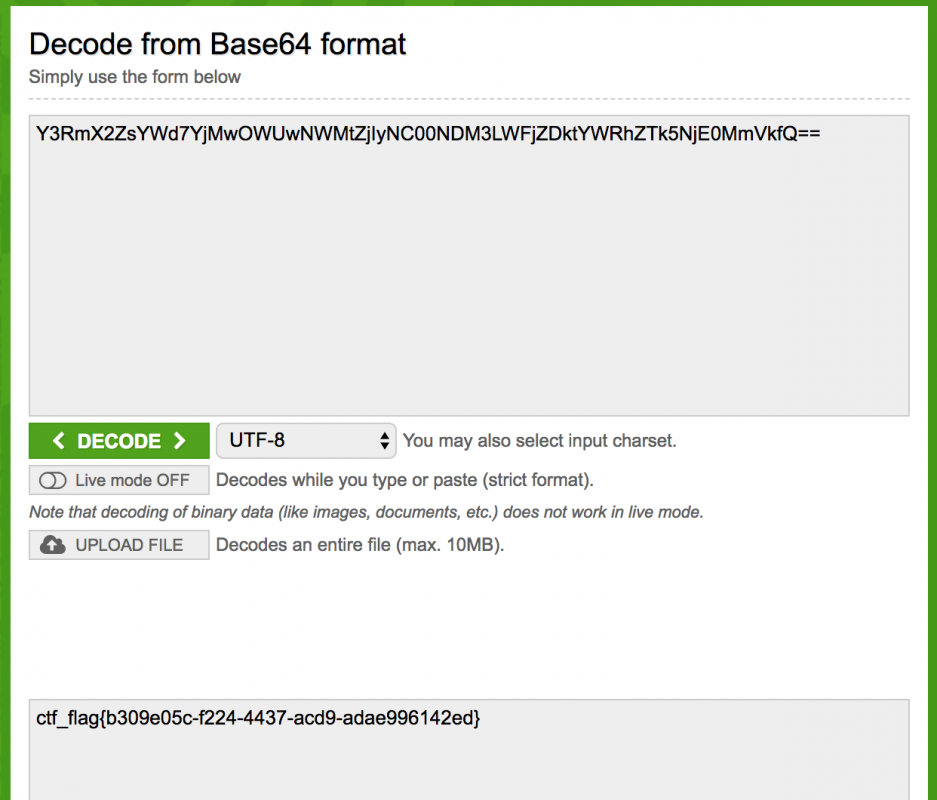 Decode from Base64 format
Simply use the form below
Y3RmX2ZsYWd7YjMwOWUwNWMtZjIyNC00NDM3LWFjZDktYWRhZTk5NjE0MmVkfQ==
DECODE
UTF-8
You may also select input charset.
Live mode OFF
Decodes while you type or paste (strict format).
Note that decoding of binary data (like images, documents, etc.) does not work in live mode.
UPLOAD FILE
Decodes an entire file (max. 10MB).
ctf_flag{b309e05c-f224-4437-acd9-adae996142ed}